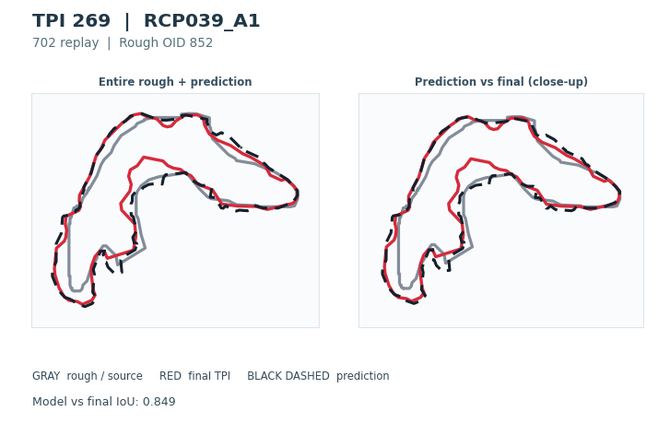 TPI 269 | RCP039_A1
702 replay | Rough OID 852
Entire rough + prediction
Prediction vs final (close-up)
GRAY rough / source RED final TPI BLACK DASHED prediction
Model vs final IoU: 0.849